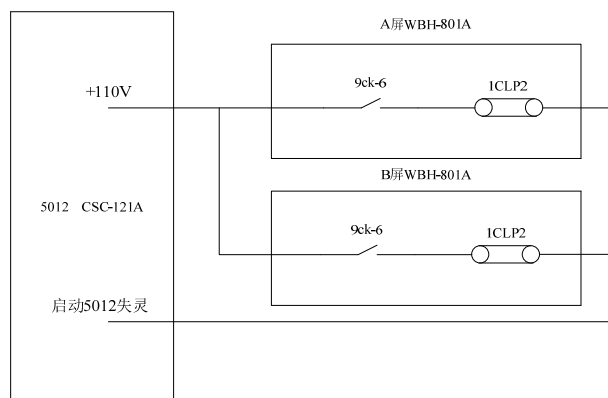 A屏WBH-801A
+110V
9ck-6
1CLP2
B屏WBH-801A
5012 CSC-121A
9ck-6
1CLP2
启动5012失灵